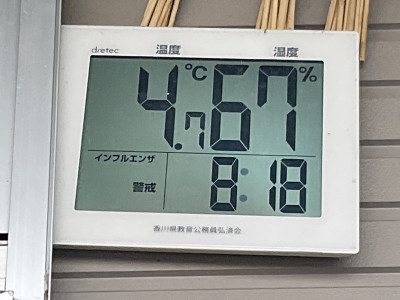 dretec 温度 湿度
4.7 ℃ 67 %
インフルエンザ
警戒 8:18
香川県教育公務員弘済会